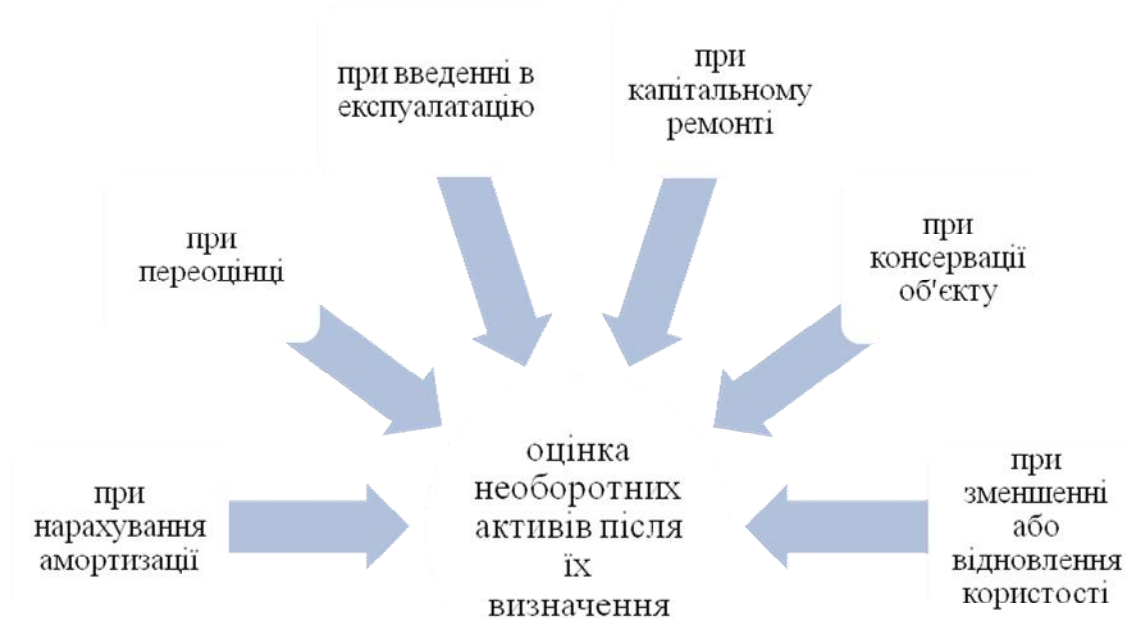 при введенні в
експуалатацію
при
капітальному
ремонті
при
переоцінці
при
консервації
об'єкту
при
нарахування
амортизації
оцінка
необоротних
активів після
їх
визначення
при
зменшенні
або
відновлення
користості